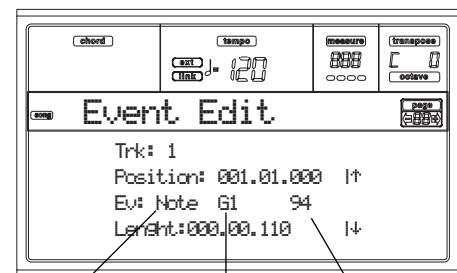 chord tempo measure transpose
ext link = 120 888 C 0
octave
song Event Edit page
Trk: 1
Position: 001.01.000 I↑
Ev: Note G1 94
Lenght:000.00.110 I↓